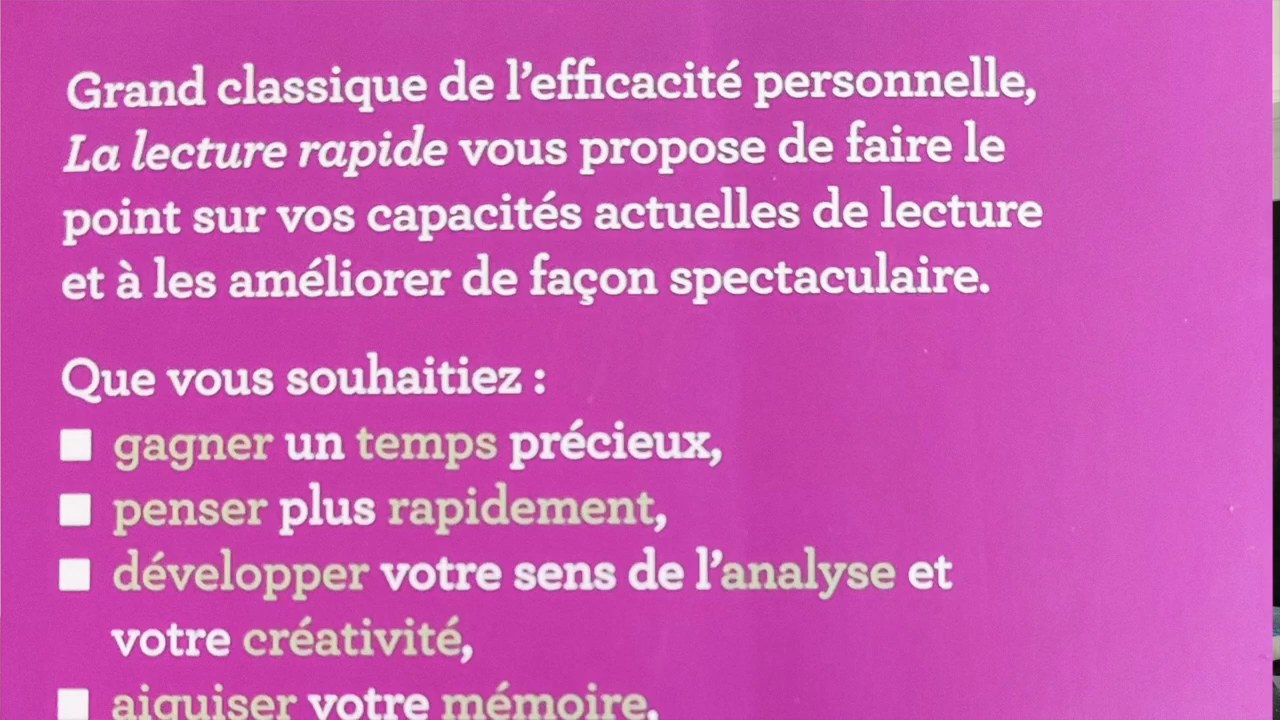 Grand classique de l’efficacité personnelle,
La lecture rapide vous propose de faire le
point sur vos capacités actuelles de lecture
et à les améliorer de façon spectaculaire.
Que vous souhaitiez :
■ gagner un temps précieux,
■ penser plus rapidement,
■ développer votre sens de l’analyse et
votre créativité,
■ aiguiser votre mémoire,